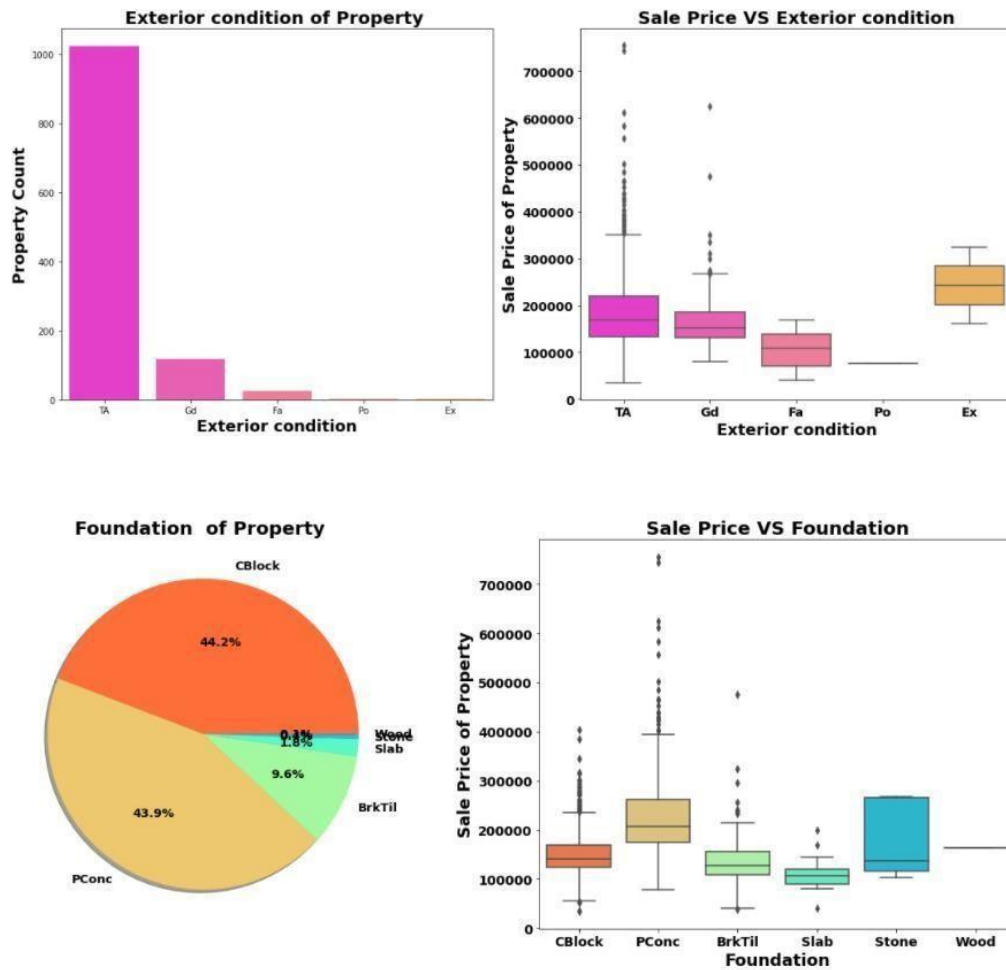 Exterior condition of Property
Property Count
1000
800
600
400
200
0
TA Gd Fa Po Ex
Exterior condition
Sale Price VS Exterior condition
Sale Price of Property
700000
600000
500000
400000
300000
200000
100000
0
TA Gd Fa Po Ex
Exterior condition
Foundation of Property
CBlock
44.2%
Wood
Stone
1.8%
Slab
9.6%
BrkTil
43.9%
PConc
Sale Price VS Foundation
Sale Price of Property
700000
600000
500000
400000
300000
200000
100000
0
CBlock PConc BrkTil Slab Stone Wood
Foundation